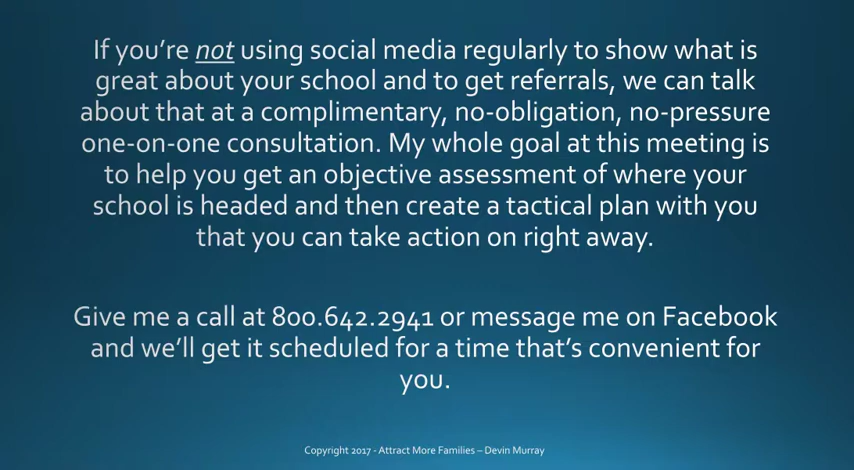 If you're not using social media regularly to show what is
great about your school and to get referrals, we can talk
about that at a complimentary, no-obligation, no-pressure
one-on-one consultation. My whole goal at this meeting is
to help you get an objective assessment of where your
school is headed and then create a tactical plan with you
that you can take action on right away.
Give me a call at 800.642.2941 or message me on Facebook
and we'll get it scheduled for a time that's convenient for
you.
Copyright 2017 - Attract More Families – Devin Murray